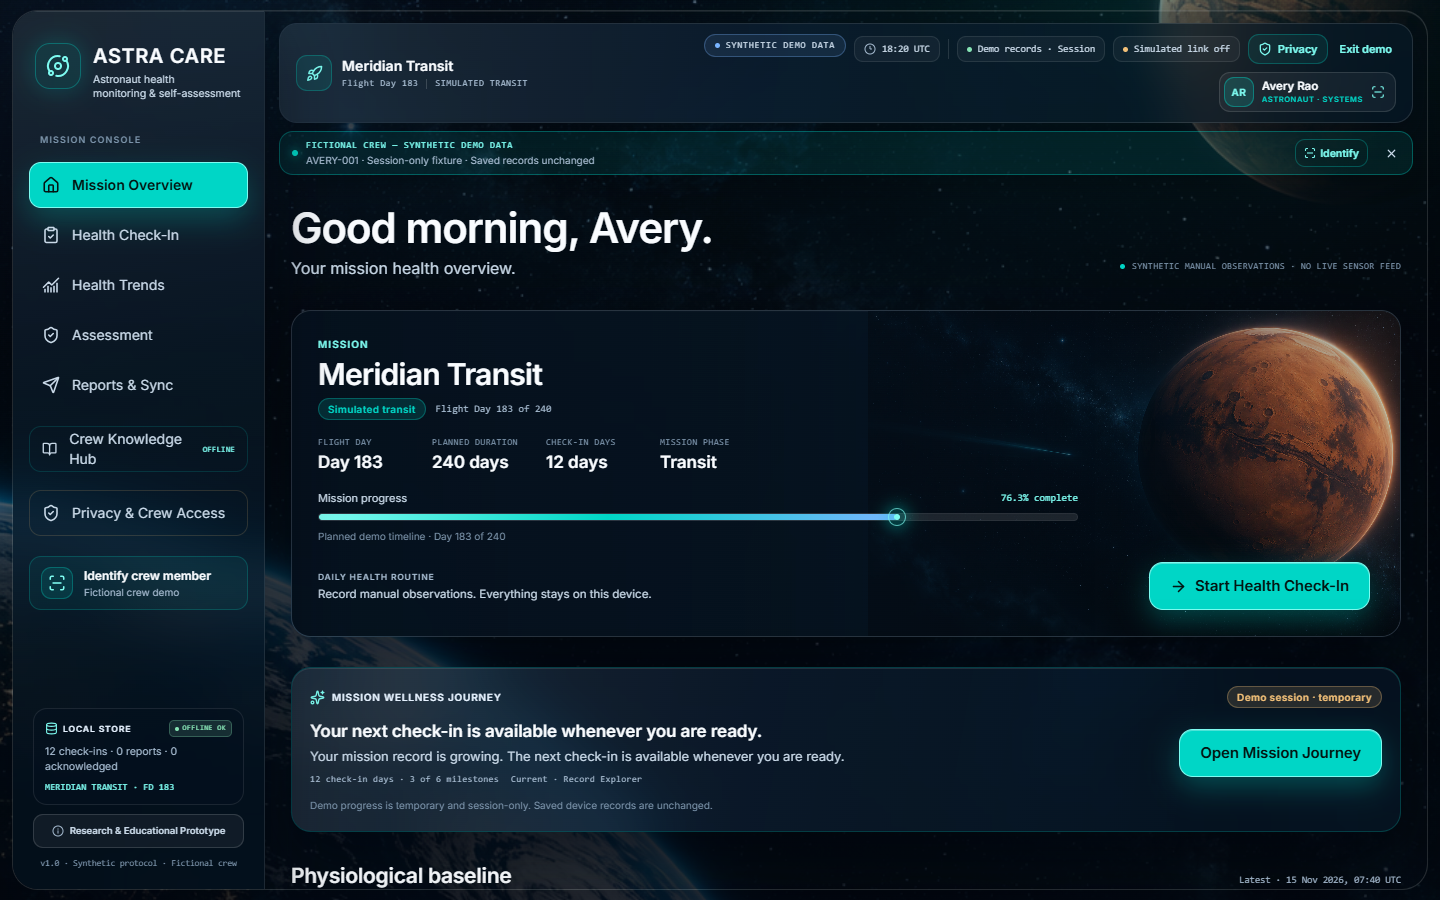 ASTRA CARE
Astronaut health
monitoring & self-assessment
MISSION CONSOLE
Mission Overview
Health Check-In
Health Trends
Assessment
Reports & Sync
Crew Knowledge
Hub
OFFLINE
Privacy & Crew Access
Identify crew member
Fictional crew demo
LOCAL STORE
OFFLINE OK
12 check-ins · 0 reports · 0
acknowledged
MERIDIAN TRANSIT · FD 183
Research & Educational Prototype
v1.0 · Synthetic protocol · Fictional crew
Meridian Transit
Flight Day 183 | SIMULATED TRANSIT
SYNTHETIC DEMO DATA
18:20 UTC
Demo records · Session
Simulated link off
Privacy
Exit demo
AR
Avery Rao
ASTRONAUT · SYSTEMS
FICTIONAL CREW — SYNTHETIC DEMO DATA
AVERY-001 · Session-only fixture · Saved records unchanged
Identify
Good morning, Avery.
Your mission health overview.
SYNTHETIC MANUAL OBSERVATIONS · NO LIVE SENSOR FEED
MISSION
Meridian Transit
Simulated transit
Flight Day 183 of 240
FLIGHT DAY
Day 183
PLANNED DURATION
240 days
CHECK-IN DAYS
12 days
MISSION PHASE
Transit
Mission progress
76.3% complete
Planned demo timeline · Day 183 of 240
DAILY HEALTH ROUTINE
Record manual observations. Everything stays on this device.
Start Health Check-In
MISSION WELLNESS JOURNEY
Demo session · temporary
Your next check-in is available whenever you are ready.
Your mission record is growing. The next check-in is available whenever you are ready.
12 check-in days · 3 of 6 milestones Current · Record Explorer
Demo progress is temporary and session-only. Saved device records are unchanged.
Open Mission Journey
Physiological baseline
Latest · 15 Nov 2026, 07:40 UTC